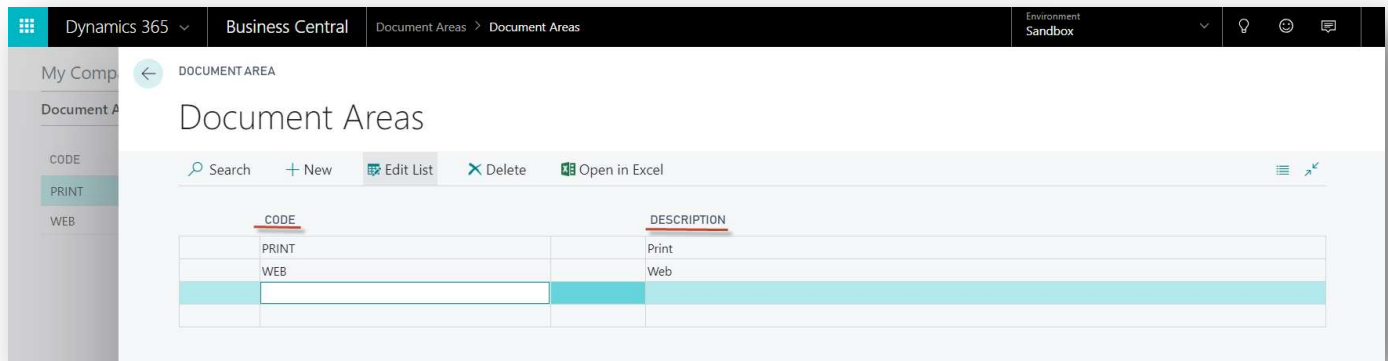 Dynamics 365 Business Central Document Areas > Document Areas Environment
Sandbox
My Comp
DOCUMENT AREA
Document A
Document Areas
CODE
PRINT
WEB
Search New Edit List Delete Open in Excel
CODE DESCRIPTION
PRINT Print
WEB Web